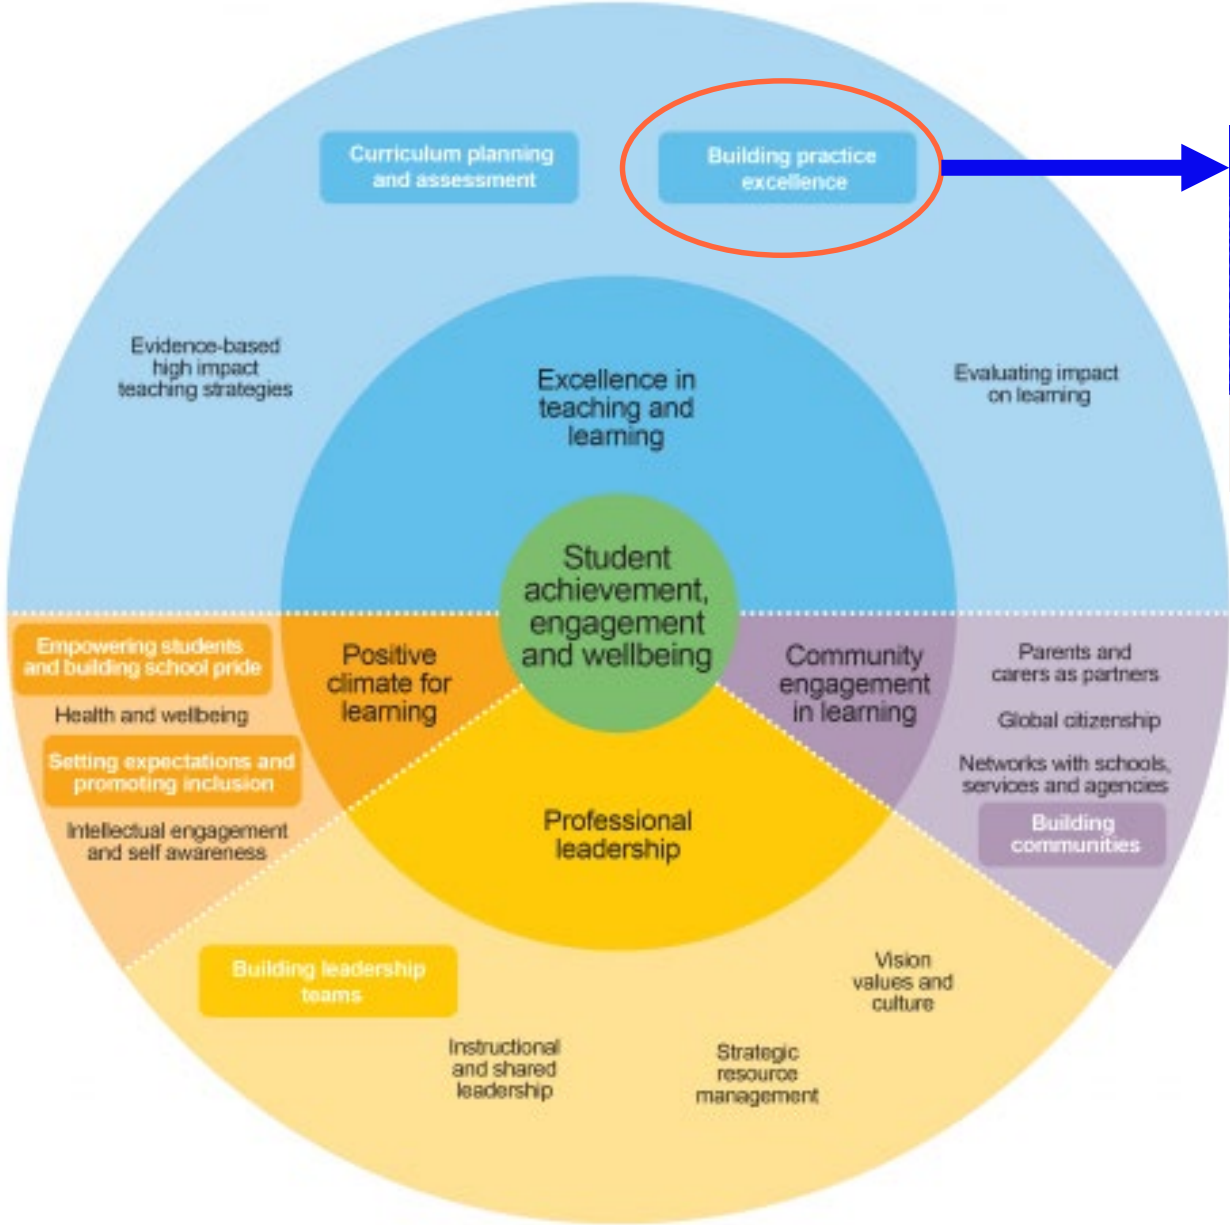 Curriculum planning
and assessment
Building practice
excellence
Evidence-based
high impact
teaching strategies
Excellence in
teaching and
learning
Evaluating impact
on learning
Student
achievement,
engagement
and wellbeing
Empowering students
and building school pride
Health and wellbeing
Setting expectations and
promoting inclusion
Intellectual engagement
and self awareness
Positive
climate for
learning
Community
engagement
in learning
Parents and
carers as partners
Global citizenship
Networks with schools,
services and agencies
Building
communities
Professional
leadership
Building leadership
teams
Instructional
and shared
leadership
Strategic
resource
management
Vision
values and
culture